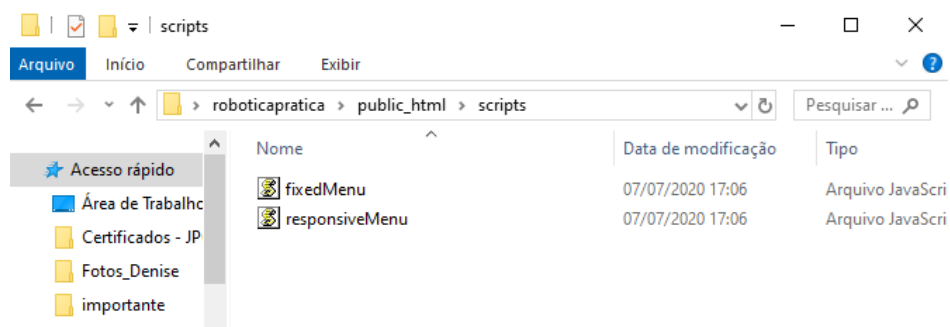 scripts
Arquivo Início Compartilhar Exibir
roboticapratica > public_html > scripts Pesquisar ...
Nome Data de modificação Tipo
Acesso rápido
fixedMenu 07/07/2020 17:06 Arquivo JavaScri
Área de Trabalhc
responsiveMenu 07/07/2020 17:06 Arquivo JavaScri
Certificados - JP
Fotos_Denise
importante